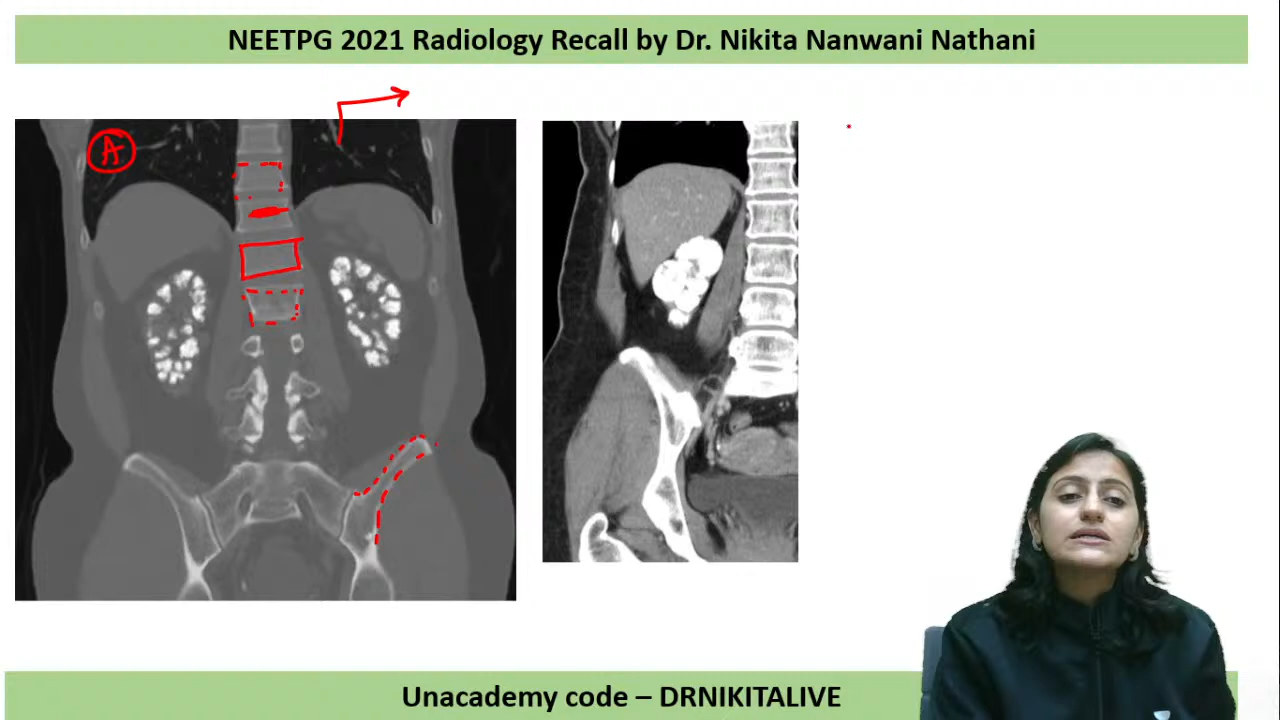 NEETPG 2021 Radiology Recall by Dr. Nikita Nanwani Nathani
A
Unacademy code – DRNIKITALIVE